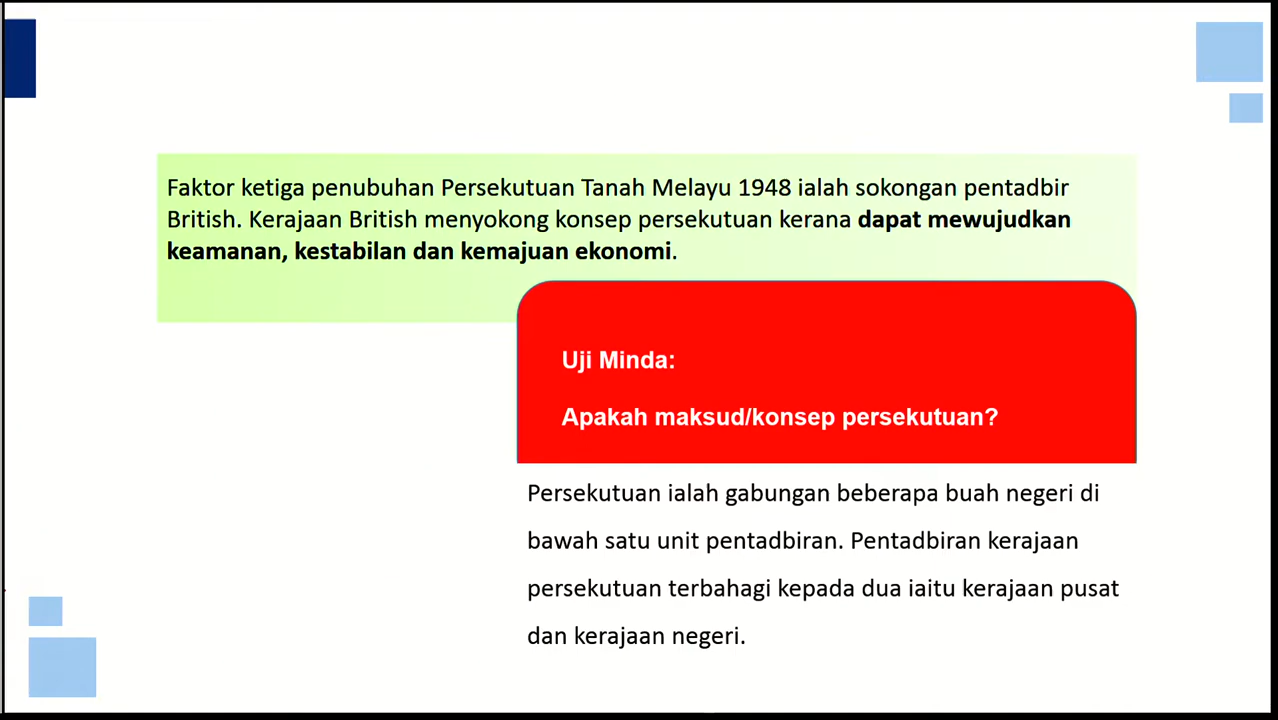 Faktor ketiga penubuhan Persekutuan Tanah Melayu 1948 ialah sokongan pentadbir
British. Kerajaan British menyokong konsep persekutuan kerana dapat mewujudkan
keamanan, kestabilan dan kemajuan ekonomi.
Uji Minda:
Apakah maksud/konsep persekutuan?
Persekutuan ialah gabungan beberapa buah negeri di
bawah satu unit pentadbiran. Pentadbiran kerajaan
persekutuan terbahagi kepada dua iaitu kerajaan pusat
dan kerajaan negeri.